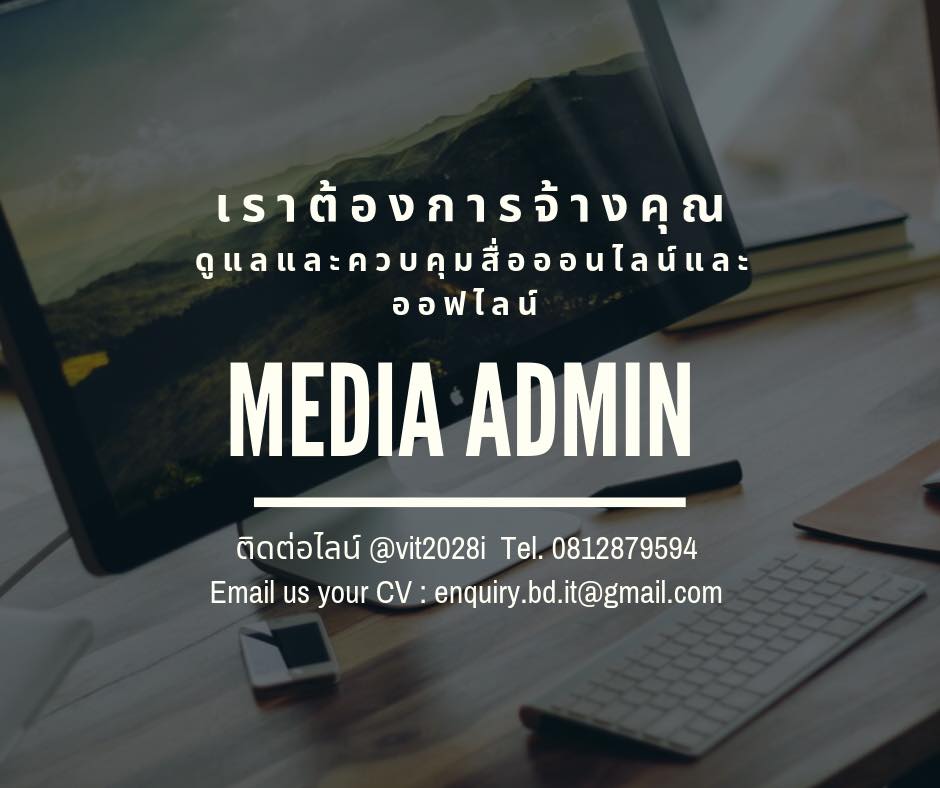 เราต้องการจ้างคุณ
ดูแลและควบคุมสื่อออนไลน์และ
ออฟไลน์
MEDIA ADMIN
ติดต่อไลน์ @vit2028i Tel. 0812879594
Email us your CV : enquiry.bd.it@gmail.com